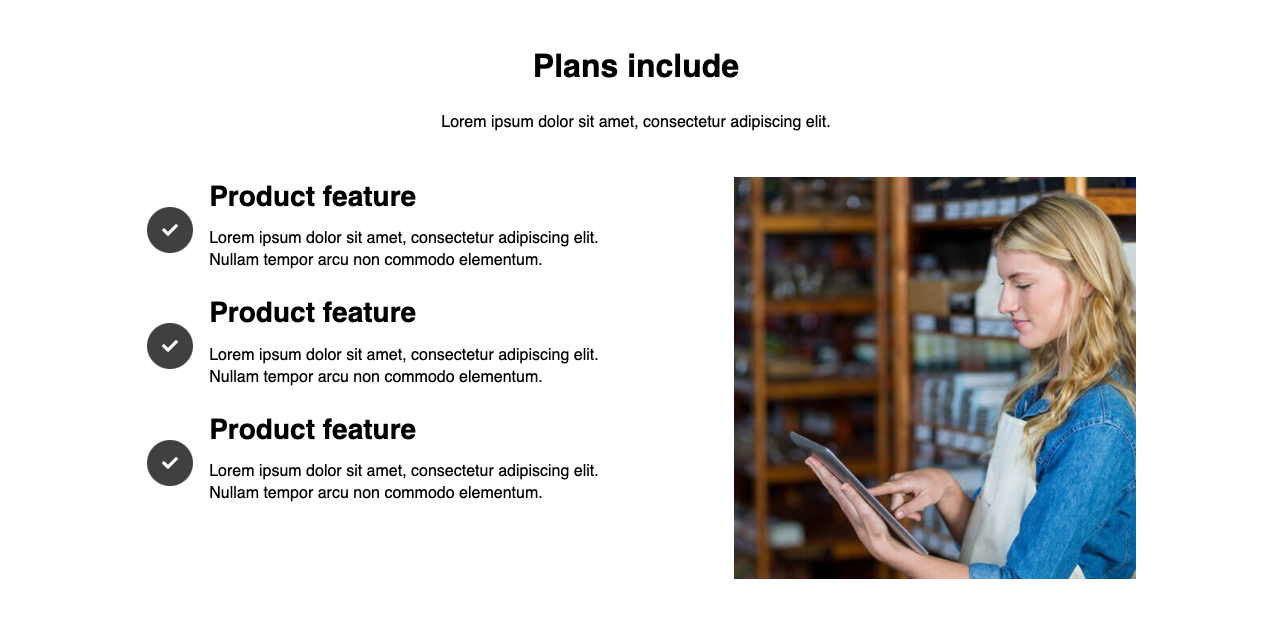 Plans include
Lorem ipsum dolor sit amet, consectetur adipiscing elit.
Product feature
Lorem ipsum dolor sit amet, consectetur adipiscing elit.
Nullam tempor arcu non commodo elementum.
Product feature
Lorem ipsum dolor sit amet, consectetur adipiscing elit.
Nullam tempor arcu non commodo elementum.
Product feature
Lorem ipsum dolor sit amet, consectetur adipiscing elit.
Nullam tempor arcu non commodo elementum.